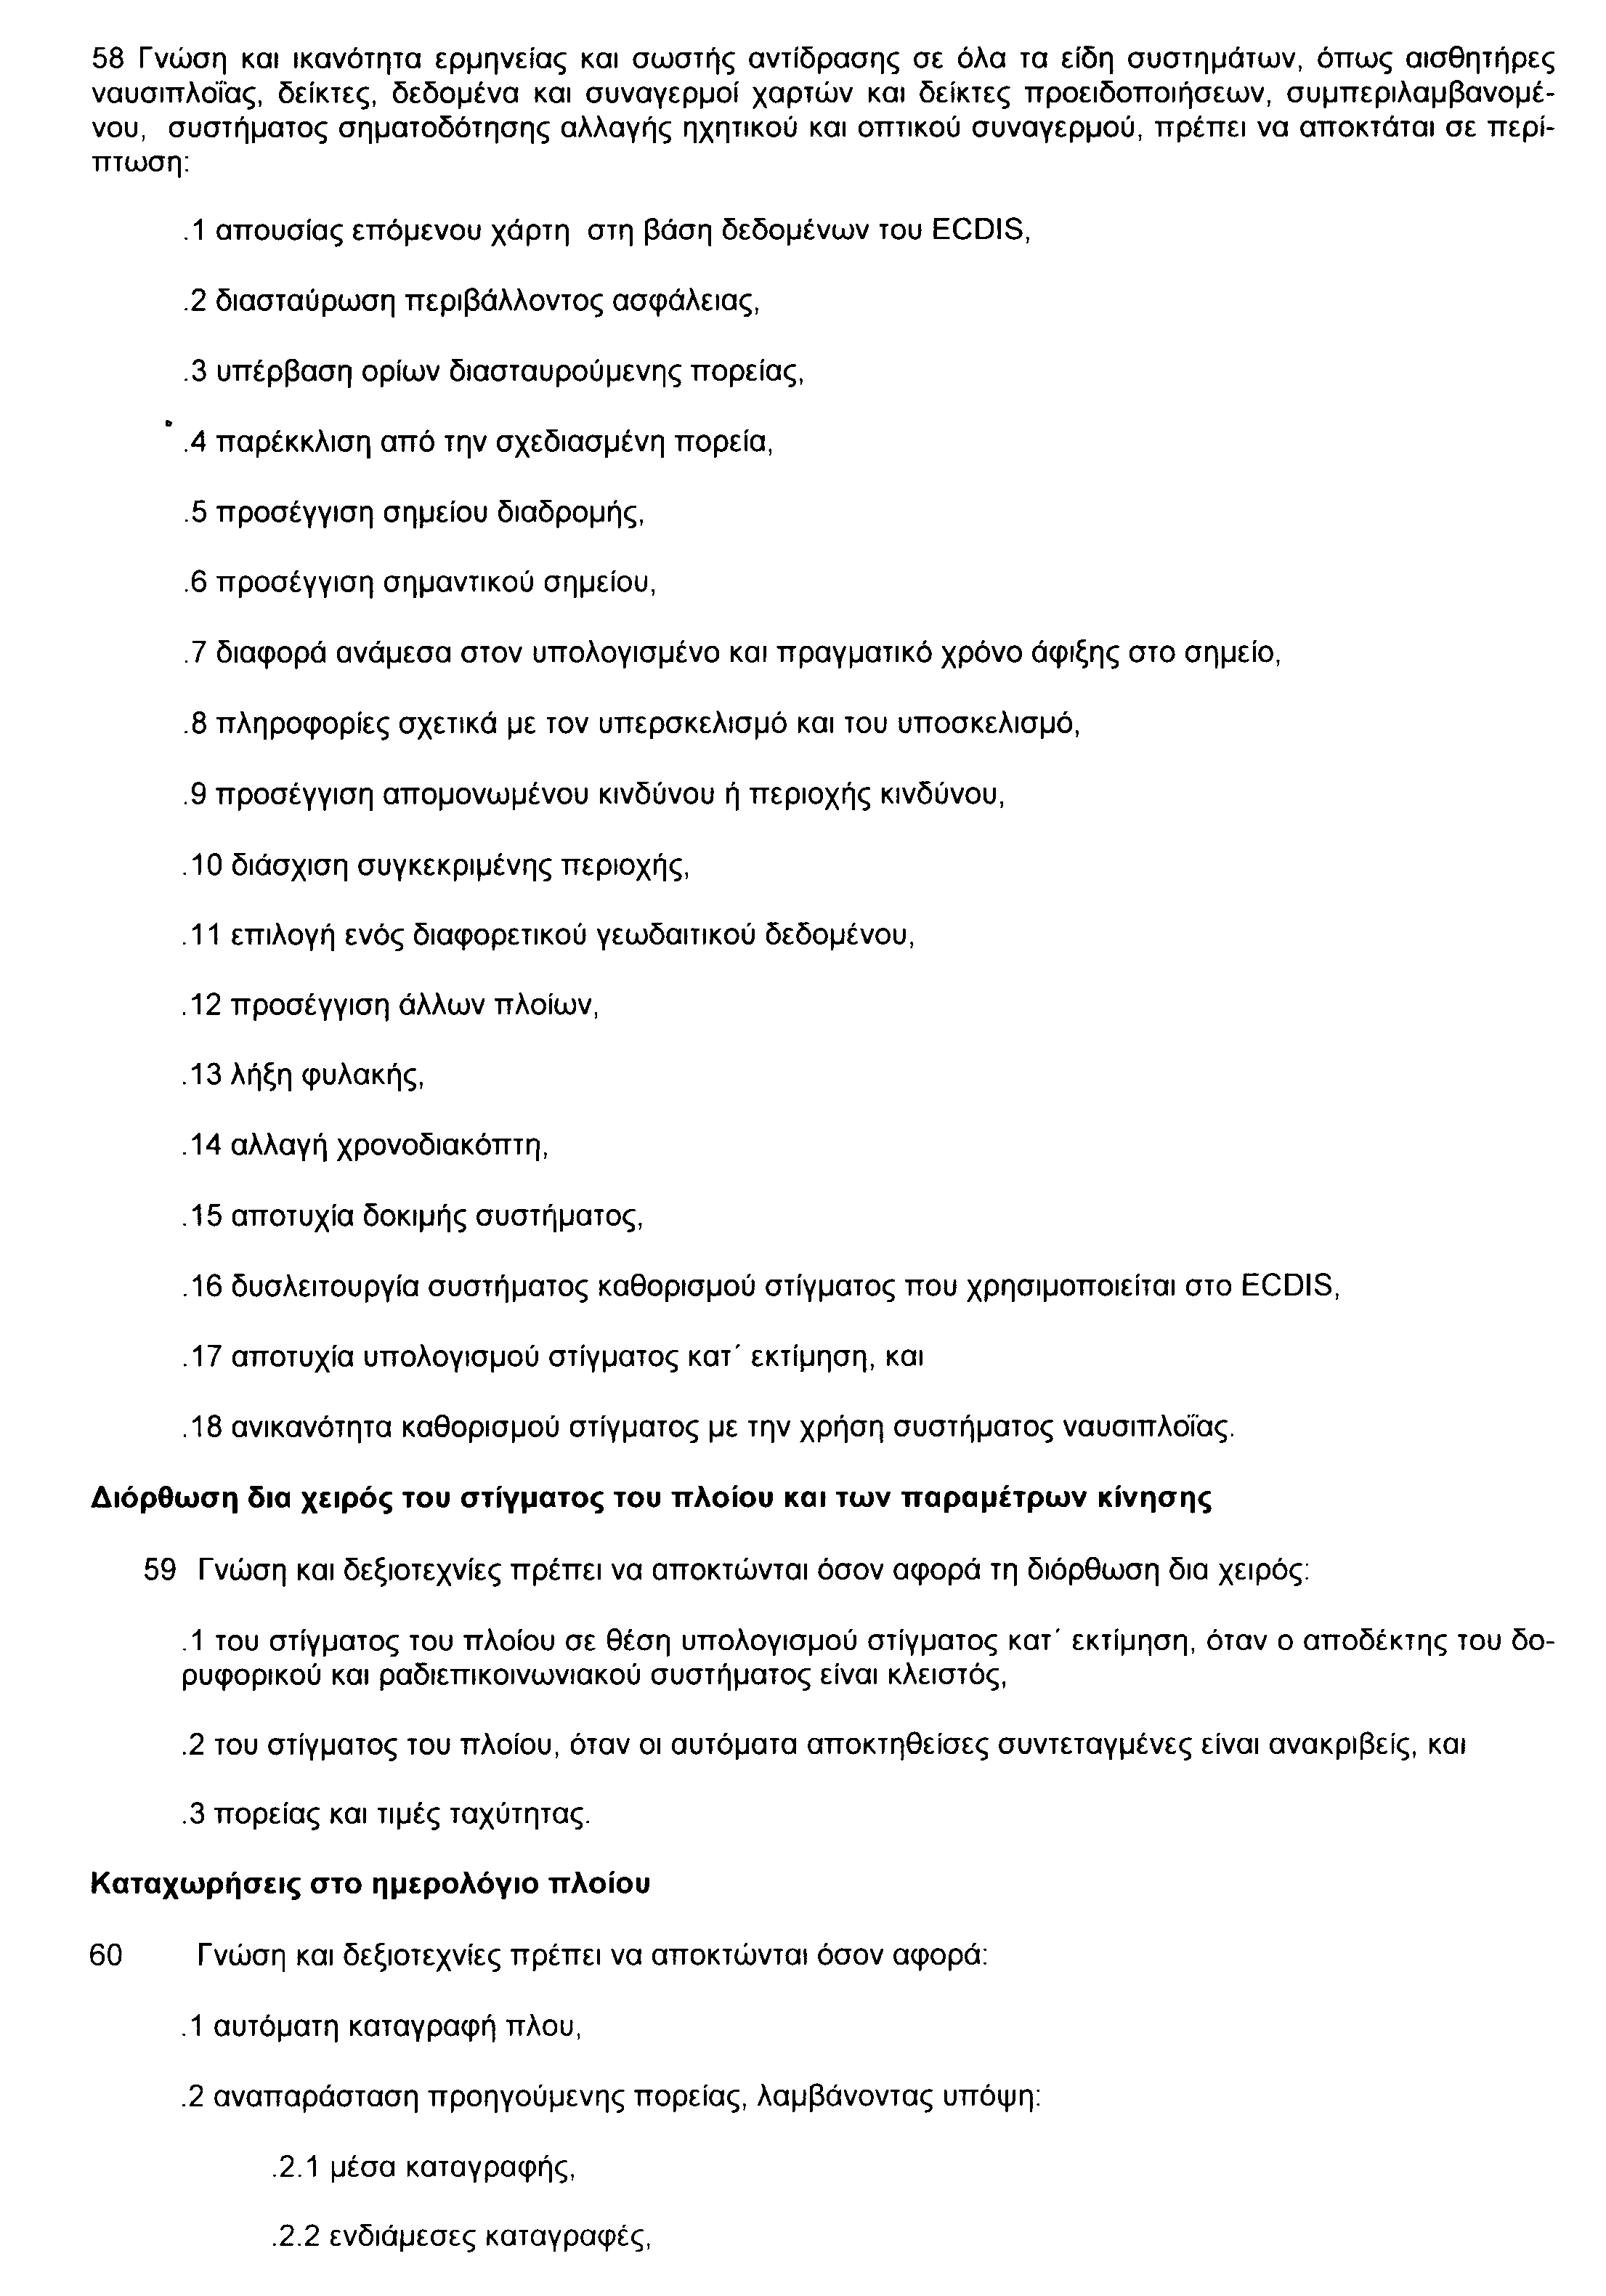 58 Γνώση και ικανότητα ερμηνείας και σωστής αντίδρασης σε όλα τα είδη συστημάτων, όπως αισθητήρες
ναυσιπλοΐας, δείκτες, δεδομένα και συναγερμοί χαρτών και δείκτες προειδοποιήσεων, συμπεριλαμβανομέ-
νου, συστήματος σηματοδότησης αλλαγής ηχητικού και οπτικού συναγερμού, πρέπει να αποκτάται σε περί-
πτωση:
.1 απουσίας επόμενου χάρτη στη βάση δεδομένων του ECDIS,
.2 διασταύρωση περιβάλλοντος ασφάλειας,
.3 υπέρβαση ορίων διασταυρούμενης πορείας,
.4 παρέκκλιση από την σχεδιασμένη πορεία,
.5 προσέγγιση σημείου διαδρομής,
.6 προσέγγιση σημαντικού σημείου,
.7 διαφορά ανάμεσα στον υπολογισμένο και πραγματικό χρόνο άφιξης στο σημείο,
.8 πληροφορίες σχετικά με τον υπερσκελισμό και του υποσκελισμό,
.9 προσέγγιση απομονωμένου κινδύνου ή περιοχής κινδύνου,
.10 διάσχιση συγκεκριμένης περιοχής,
.11 επιλογή ενός διαφορετικού γεωδαιτικού δεδομένου,
.12 προσέγγιση άλλων πλοίων,
.13 λήξη φυλακής,
.14 αλλαγή χρονοδιακόπτη,
.15 αποτυχία δοκιμής συστήματος,
.16 δυσλειτουργία συστήματος καθορισμού στίγματος που χρησιμοποιείται στο ECDIS,
.17 αποτυχία υπολογισμού στίγματος κατ΄ εκτίμηση, και
.18 ανικανότητα καθορισμού στίγματος με την χρήση συστήματος ναυσιπλοΐας.
Διόρθωση δια χειρός του στίγματος του πλοίου και των παραμέτρων κίνησης
59 Γνώση και δεξιοτεχνίες πρέπει να αποκτώνται όσον αφορά τη διόρθωση δια χειρός:
.1 του στίγματος του πλοίου σε θέση υπολογισμού στίγματος κατ΄ εκτίμηση, όταν ο αποδέκτης του δο-
ρυφορικού και ραδιεπικοινωνιακού συστήματος είναι κλειστός,
.2 του στίγματος του πλοίου, όταν οι αυτόματα αποκτηθείσες συντεταγμένες είναι ανακριβείς, και
.3 πορείας και τιμές ταχύτητας.
Καταχωρήσεις στο ημερολόγιο πλοίου
60 Γνώση και δεξιοτεχνίες πρέπει να αποκτώνται όσον αφορά:
.1 αυτόματη καταγραφή πλου,
.2 αναπαράσταση προηγούμενης πορείας, λαμβάνοντας υπόψη:
.2.1 μέσα καταγραφής,
.2.2 ενδιάμεσες καταγραφές,